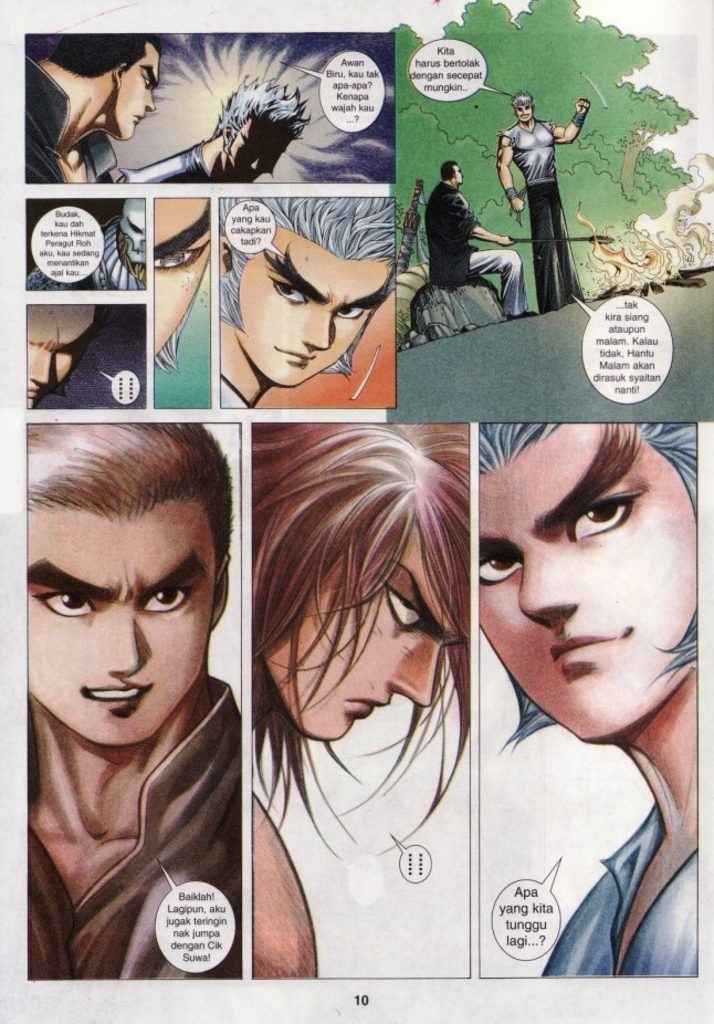 Awan
Biru, kau tak
apa-apa?
Kenapa
wajah kau
...?
Kita
harus bertolak
dengan secepat
mungkin..
...tak
kira siang
ataupun
malam. Kalau
tidak, Hantu
Malam akan
dirasuk syaitan
nanti!
Budak,
kau dah
terkena Hikmat
Peragut Roh
aku, kau sedang
menantikan
ajal kau....
Apa
yang kau
cakapkan
tadi?
Baiklah!
Lagipun, aku
jugak teringin
nak jumpa
dengan Cik
Suwa!
Apa
yang kita
tunggu
lagi...?
10